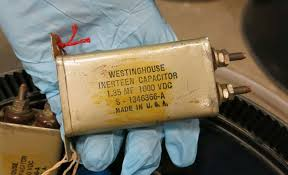 WESTINGHOUSE
INERTEEN CAPACITOR
1.35 MF 1000 VDC
S-1346366-A
MADE IN U.S.A.